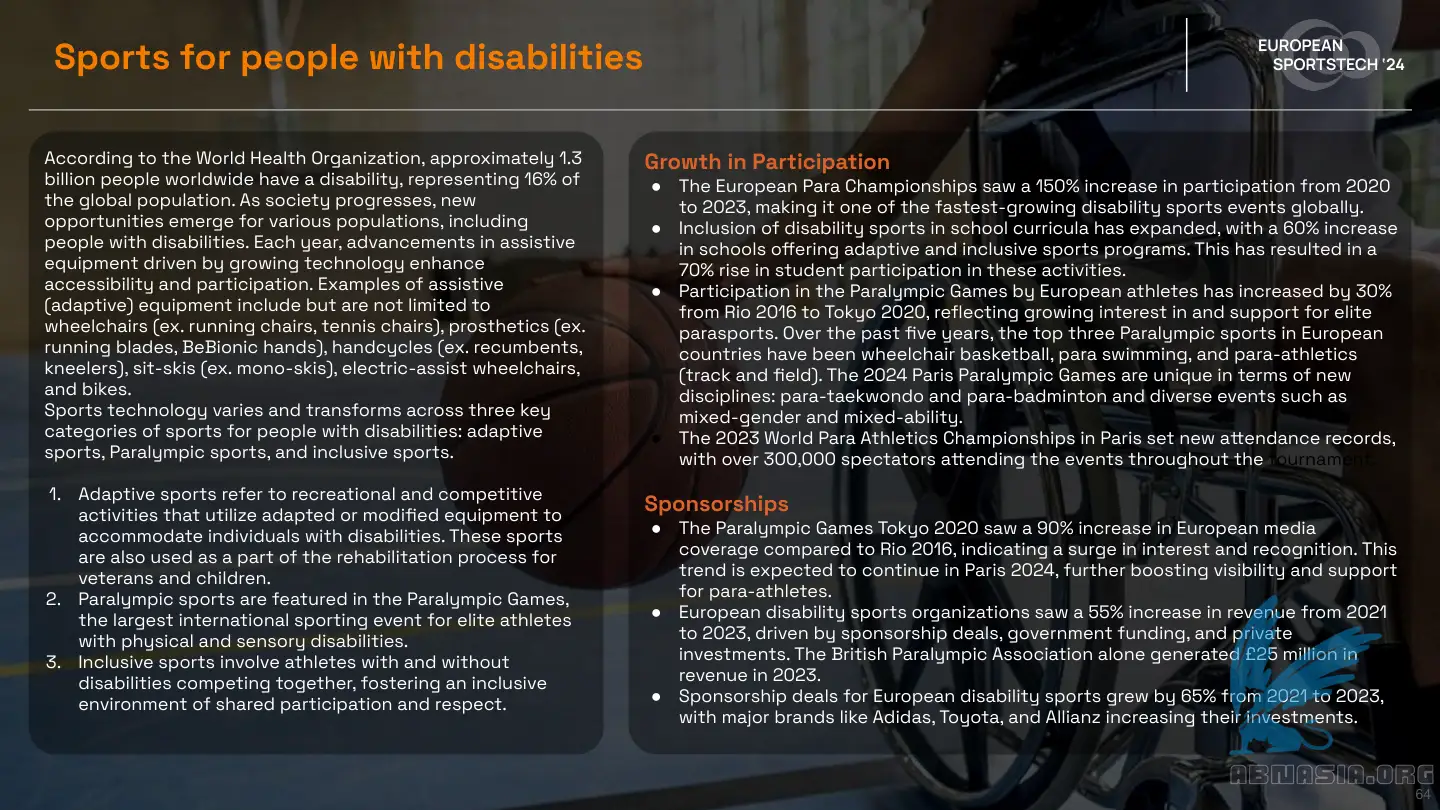 Sports for people with disabilities
EUROPEAN
SPORTSTECH '24
According to the World Health Organization, approximately 1.3
billion people worldwide have a disability, representing 16% of
the global population. As society progresses, new
opportunities emerge for various populations, including
people with disabilities. Each year, advancements in assistive
equipment driven by growing technology enhance
accessibility and participation. Examples of assistive
(adaptive) equipment include but are not limited to
wheelchairs (ex. running chairs, tennis chairs), prosthetics (ex.
running blades, BeBionic hands), handcycles (ex. recumbents,
kneelers), sit-skis (ex. mono-skis), electric-assist wheelchairs,
and bikes.
Sports technology varies and transforms across three key
categories of sports for people with disabilities: adaptive
sports, Paralympic sports, and inclusive sports.
1. Adaptive sports refer to recreational and competitive
activities that utilize adapted or modified equipment to
accommodate individuals with disabilities. These sports
are also used as a part of the rehabilitation process for
veterans and children.
2. Paralympic sports are featured in the Paralympic Games,
the largest international sporting event for elite athletes
with physical and sensory disabilities.
3. Inclusive sports involve athletes with and without
disabilities competing together, fostering an inclusive
environment of shared participation and respect.
Growth in Participation
● The European Para Championships saw a 150% increase in participation from 2020
to 2023, making it one of the fastest-growing disability sports events globally.
● Inclusion of disability sports in school curricula has expanded, with a 60% increase
in schools offering adaptive and inclusive sports programs. This has resulted in a
70% rise in student participation in these activities.
● Participation in the Paralympic Games by European athletes has increased by 30%
from Rio 2016 to Tokyo 2020, reflecting growing interest in and support for elite
parasports. Over the past five years, the top three Paralympic sports in European
countries have been wheelchair basketball, para swimming, and para-athletics
(track and field). The 2024 Paris Paralympic Games are unique in terms of new
disciplines: para-taekwondo and para-badminton and diverse events such as
mixed-gender and mixed-ability.
● The 2023 World Para Athletics Championships in Paris set new attendance records,
with over 300,000 spectators attending the events throughout the tournament.
Sponsorships
● The Paralympic Games Tokyo 2020 saw a 90% increase in European media
coverage compared to Rio 2016, indicating a surge in interest and recognition. This
trend is expected to continue in Paris 2024, further boosting visibility and support
for para-athletes.
● European disability sports organizations saw a 55% increase in revenue from 2021
to 2023, driven by sponsorship deals, government funding, and private
investments. The British Paralympic Association alone generated £25 million in
revenue in 2023.
● Sponsorship deals for European disability sports grew by 65% from 2021 to 2023,
with major brands like Adidas, Toyota, and Allianz increasing their investments.
ABNASIA.ORG
64